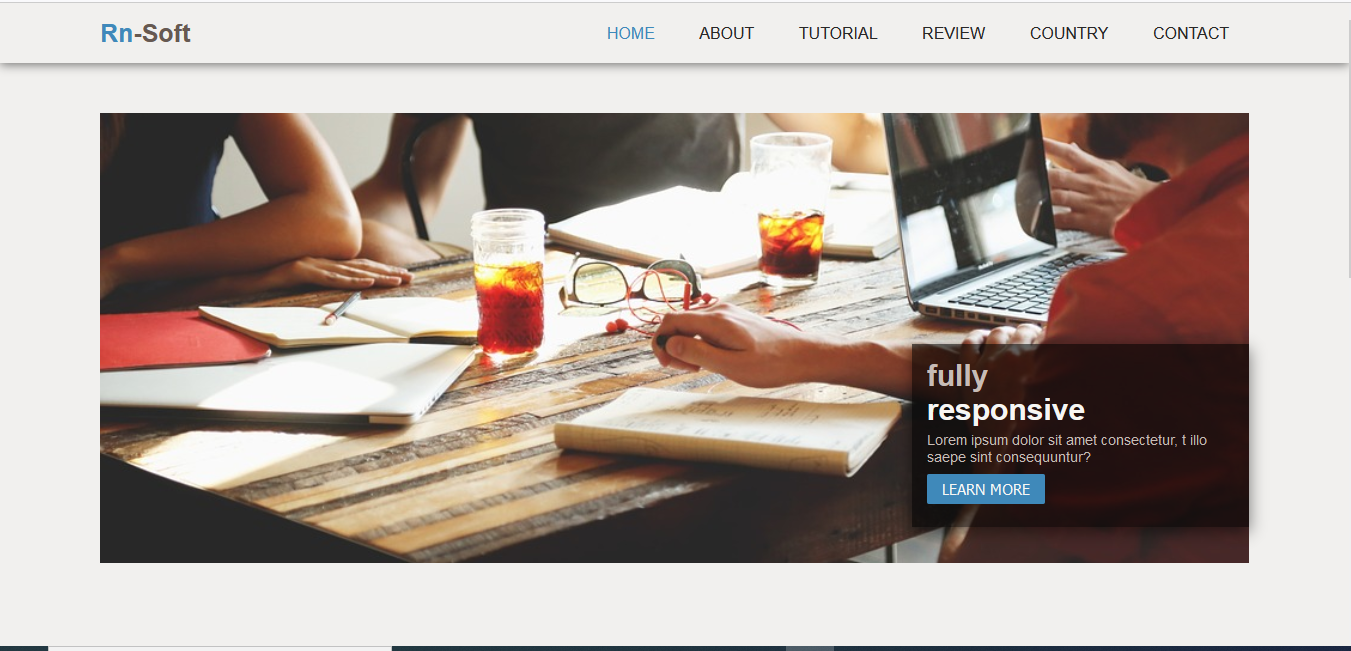 Rn-Soft
HOME ABOUT TUTORIAL REVIEW COUNTRY CONTACT
fully
responsive
Lorem ipsum dolor sit amet consectetur, t illo
saepe sint consequuntur?
LEARN MORE